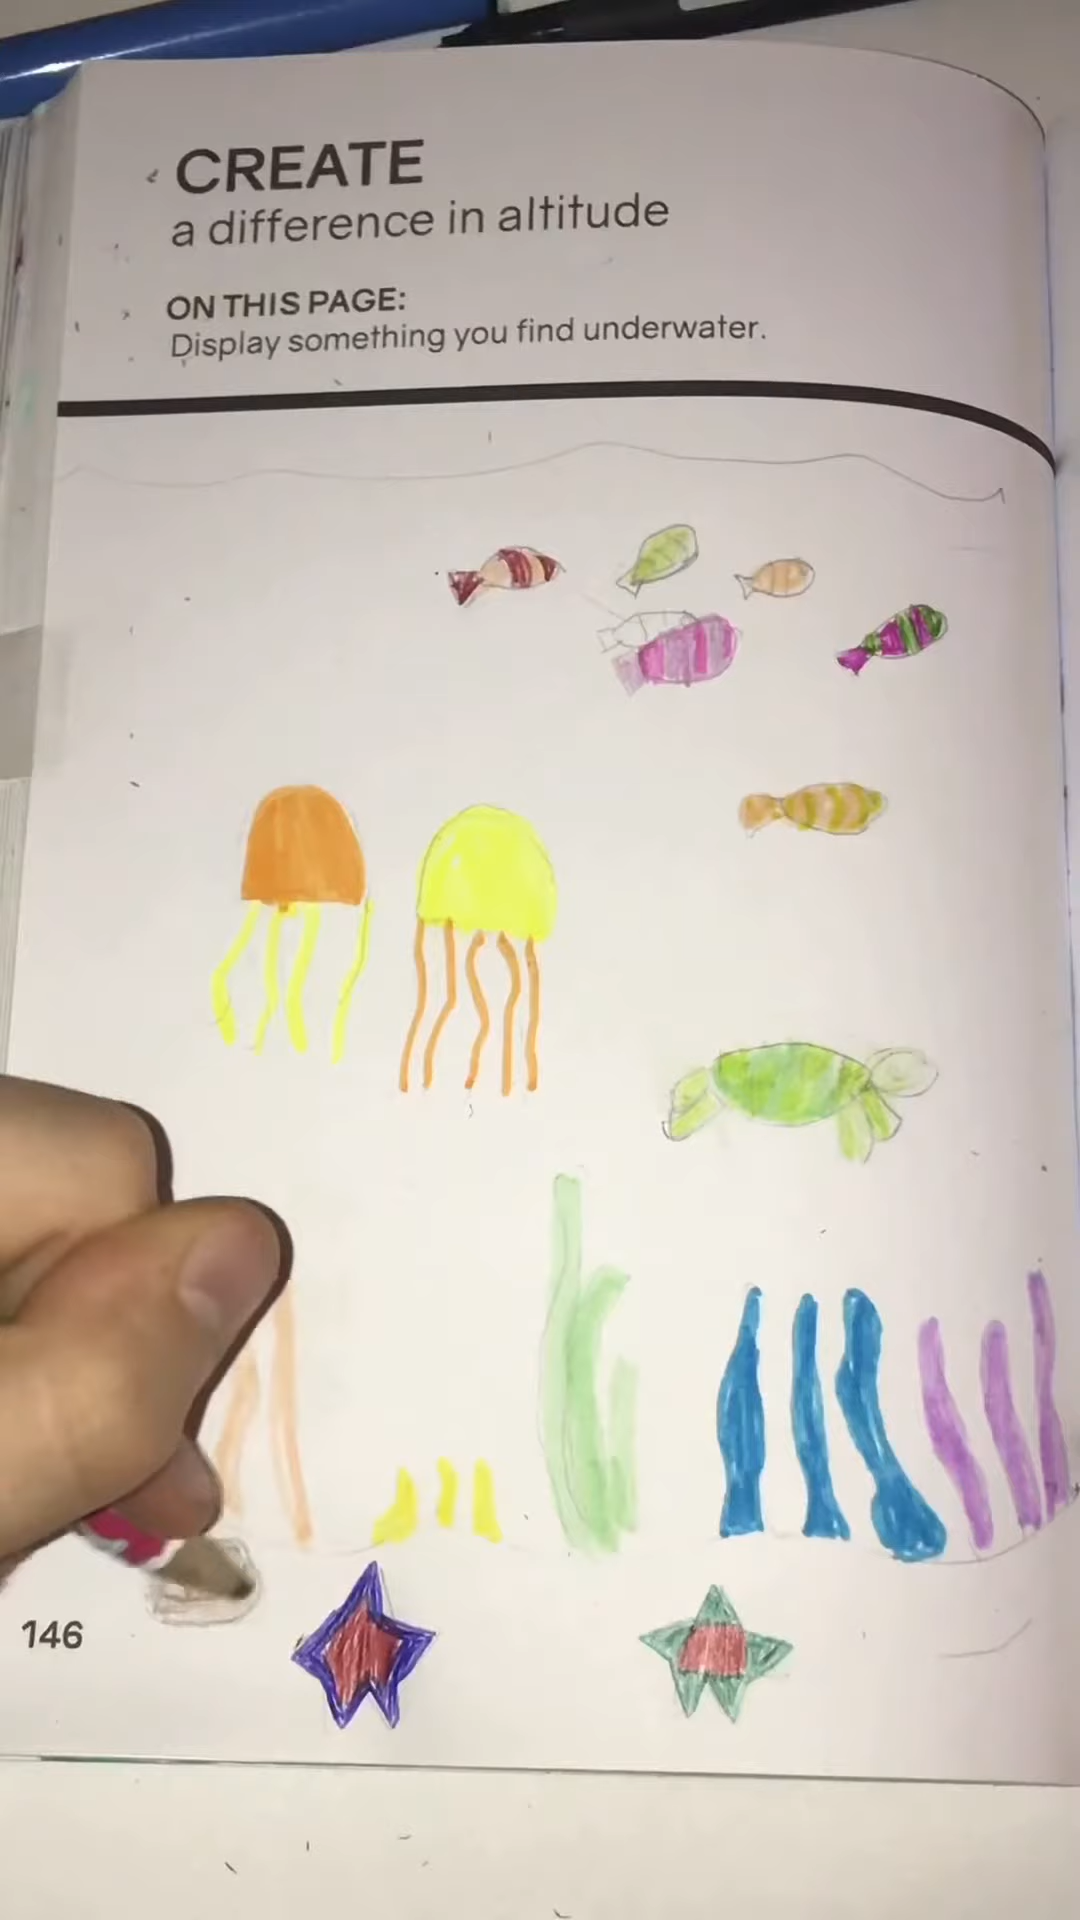 CREATE
a difference in altitude
ON THIS PAGE:
Display something you find underwater.
146